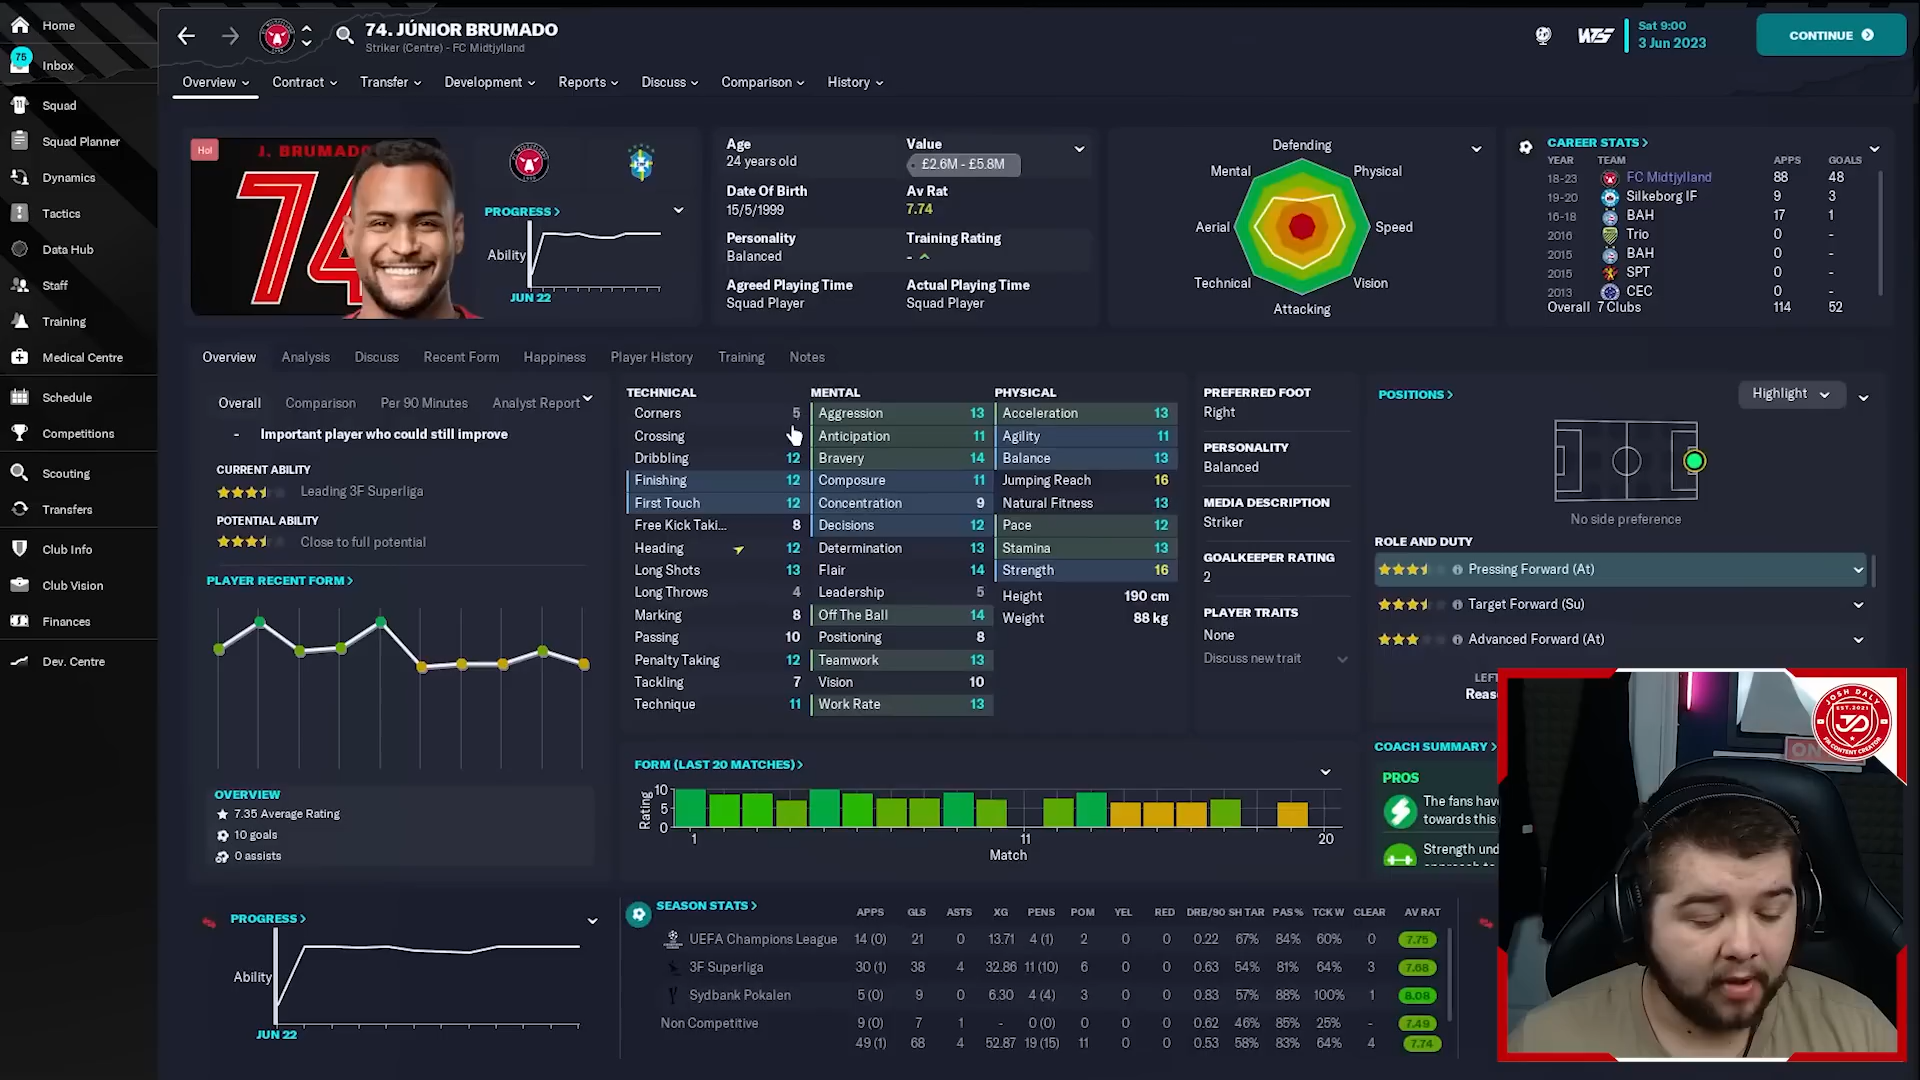 Home
75
Inbox
Squad
Squad Planner
Dynamics
Tactics
Data Hub
Staff
Training
Medical Centre
Schedule
Competitions
Scouting
Transfers
Club Info
Club Vision
Finances
Dev. Centre
74. JÚNIOR BRUMADO
Striker (Centre) - FC Midtjylland
Sat 9:00
3 Jun 2023
CONTINUE
Overview Contract Transfer Development Reports Discuss Comparison History
Hol
J. BRUMADO
74
PROGRESS >
Ability
JUN 22
Age
24 years old
Date Of Birth
15/5/1999
Personality
Balanced
Agreed Playing Time
Squad Player
Value
£2.6M - £5.8M
Av Rat
7.74
Training Rating
-
Actual Playing Time
Squad Player
Defending
Mental Physical
Aerial Speed
Technical Vision
Attacking
CAREER STATS >
YEAR TEAM APPS GOALS
18-23 FC Midtjylland 88 48
19-20 Silkeborg IF 9 3
16-18 BAH 17 1
2016 Trio 0 -
2015 BAH 0 -
2015 SPT 0 -
2013 CEC 0 -
Overall 7 Clubs 114 52
Overview Analysis Discuss Recent Form Happiness Player History Training Notes
Overall Comparison Per 90 Minutes Analyst Report
- Important player who could still improve
CURRENT ABILITY
Leading 3F Superliga
POTENTIAL ABILITY
Close to full potential
PLAYER RECENT FORM >
OVERVIEW
7.35 Average Rating
10 goals
0 assists
TECHNICAL
Corners 5
Crossing
Dribbling 12
Finishing 12
First Touch 12
Free Kick Taki... 8
Heading 12
Long Shots 13
Long Throws 4
Marking 8
Passing 10
Penalty Taking 12
Tackling 7
Technique 11
MENTAL
Aggression 13
Anticipation 11
Bravery 14
Composure 11
Concentration 9
Decisions 12
Determination 13
Flair 14
Leadership 5
Off The Ball 14
Positioning 8
Teamwork 13
Vision 10
Work Rate 13
PHYSICAL
Acceleration 13
Agility 11
Balance 13
Jumping Reach 16
Natural Fitness 13
Pace 12
Stamina 13
Strength 16
Height 190 cm
Weight 88 kg
PREFERRED FOOT
Right
PERSONALITY
Balanced
MEDIA DESCRIPTION
Striker
GOALKEEPER RATING
2
PLAYER TRAITS
None
Discuss new trait
POSITIONS >
Highlight
No side preference
ROLE AND DUTY
Pressing Forward (At)
Target Forward (Su)
Advanced Forward (At)
COACH SUMMARY >
PROS
The fans have
towards this
Strength
FORM (LAST 20 MATCHES) >
Rating
10
5
0
1 11 20
Match
PROGRESS >
Ability
JUN 22
SEASON STATS > APPS GLS ASTS XG PENS POM YEL RED DRB/90 SH TAR PAS% TCK W CLEAR AV RAT
UEFA Champions League 14 (0) 21 0 13.71 4 (1) 2 0 0 0.22 67% 84% 60% 0 7.75
3F Superliga 30 (1) 38 4 32.86 11 (10) 6 0 0 0.63 54% 81% 64% 3 7.68
Sydbank Pokalen 5 (0) 9 0 6.30 4 (4) 3 0 0 0.83 57% 88% 100% 1 8.08
Non Competitive 9 (0) 7 1 - 0 (0) 0 0 0 0.62 46% 85% 25% - 7.49
49 (1) 68 4 52.87 19 (15) 11 0 0 0.53 58% 83% 64% 4 7.74
JOSH DALY
EST.2021
JD
FM CONTENT CREATOR